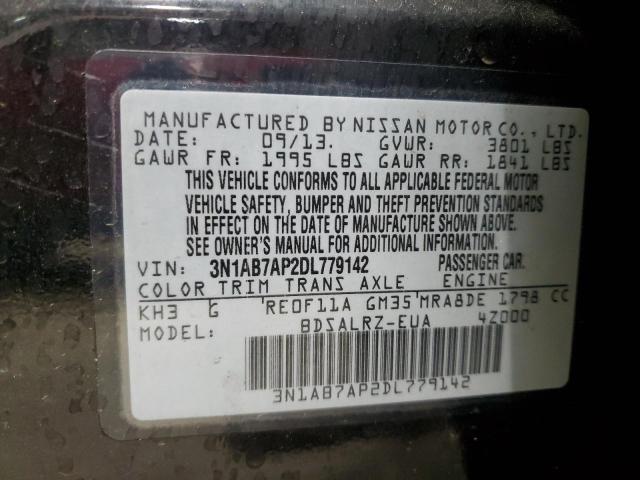 MANUFACTURED BY NISSAN MOTOR CO., LTD.
DATE: 09/13. GVWR: 3801 LBS
GAWR FR: 1995 LBS GAWR RR: 1841 LBS
THIS VEHICLE CONFORMS TO ALL APPLICABLE FEDERAL MOTOR
VEHICLE SAFETY, BUMPER AND THEFT PREVENTION STANDARDS
IN EFFECT ON THE DATE OF MANUFACTURE SHOWN ABOVE.
SEE OWNER'S MANUAL FOR ADDITIONAL INFORMATION.
VIN: 3N1AB7AP2DL779142 PASSENGER CAR.
COLOR TRIM TRANS AXLE ENGINE
KH3 G RE0F11A GM35 MRA8DE 1798 CC
MODEL: BDSALRZ-EUA 4Z000
3N1AB7AP2DL779142